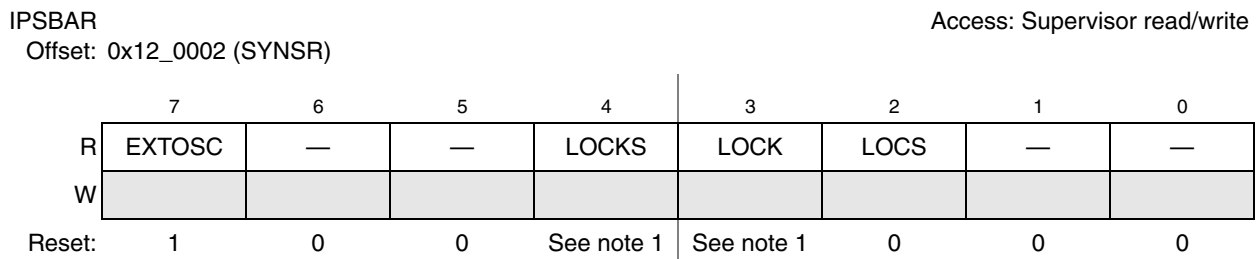 IPSBAR Access: Supervisor read/write
Offset: 0x12_0002 (SYNSR)
7 6 5 4 3 2 1 0
R EXTOSC — — LOCKS LOCK LOCS — —
W
Reset: 1 0 0 See note 1 See note 1 0 0 0